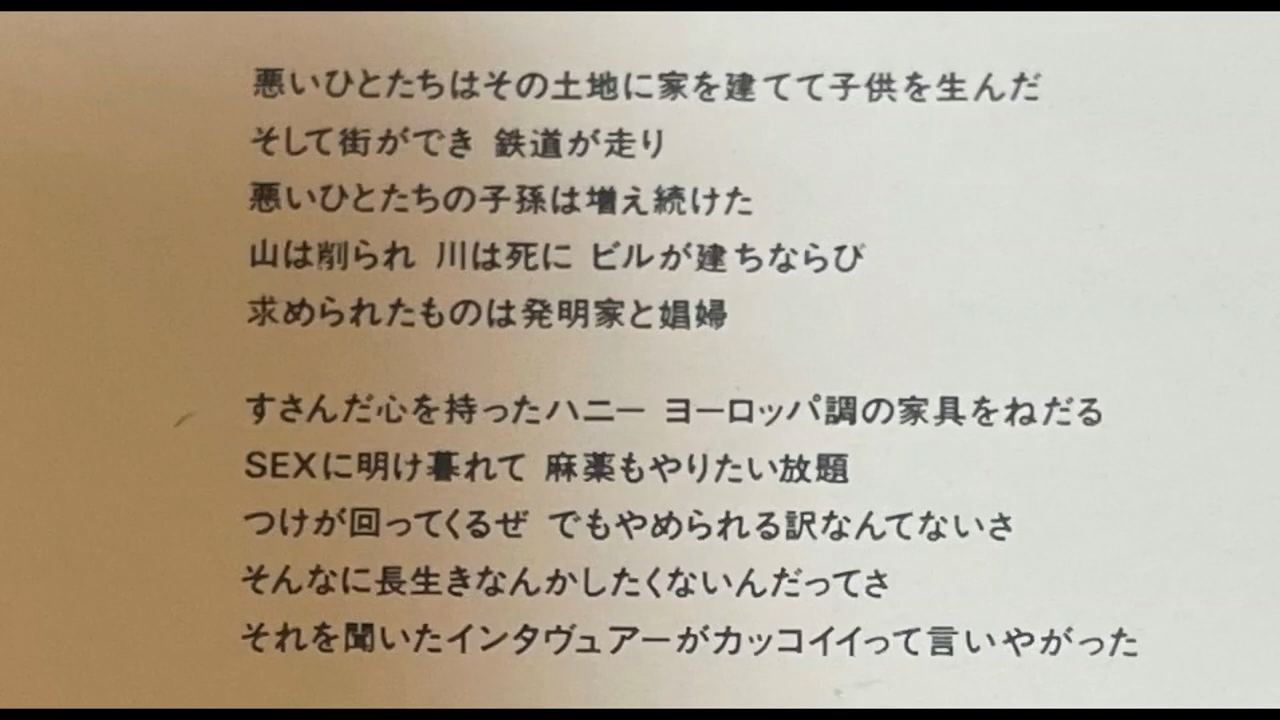 悪いひとたちはその土地に家を建てて子供を生んだ
そして街ができ 鉄道が走り
悪いひとたちの子孫は増え続けた
山は削られ 川は死に ビルが建ちならび
求められたものは発明家と娼婦
すさんだ心を持ったハニー ヨーロッパ調の家具をねだる
SEXに明け暮れて 麻薬もやりたい放題
つけが回ってくるぜ でもやめられる訳なんてないさ
そんなに長生きなんかしたくないんだってさ
それを聞いたインタヴュアーがカッコイイって言いやがった